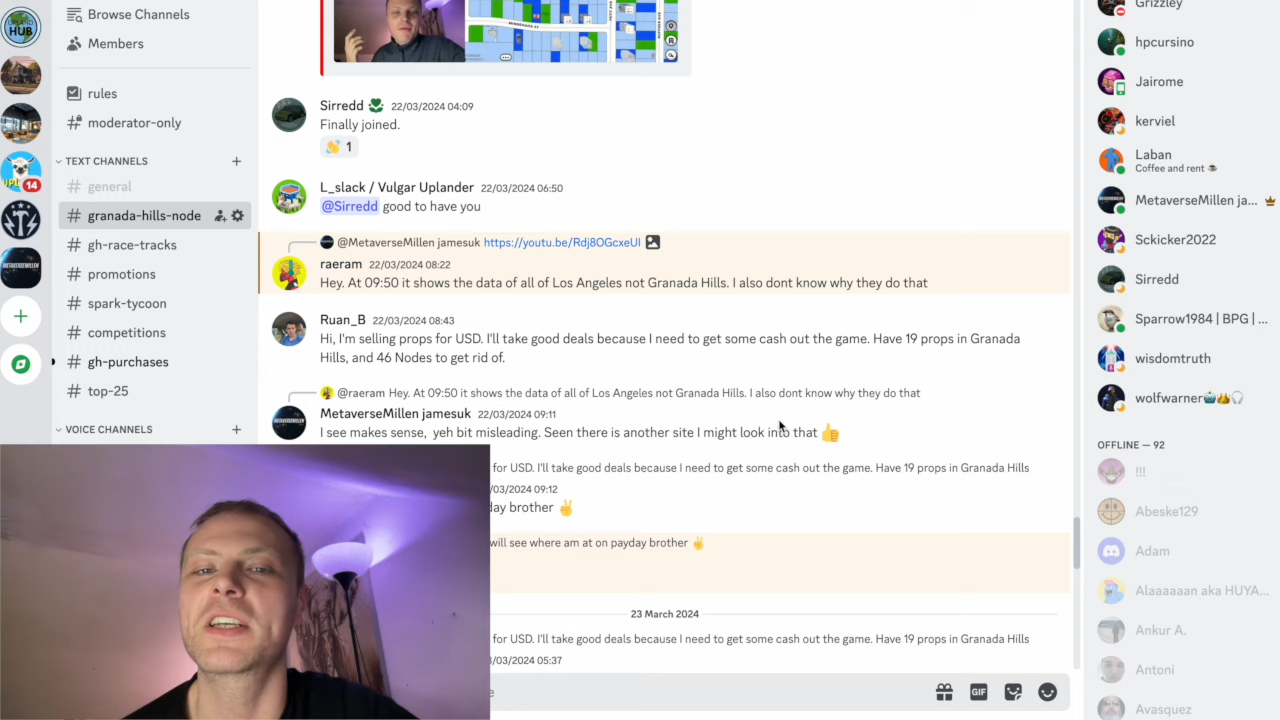 HUB
Browse Channels
Members
rules
moderator-only
TEXT CHANNELS
general
14
granada-hills-node
gh-race-tracks
promotions
spark-tycoon
METAVERSEMILLEN
competitions
gh-purchases
top-25
VOICE CHANNELS
MINNEHAHA ST
Sirredd 22/03/2024 04:09
Finally joined.
👋 1
L_slack / Vulgar Uplander 22/03/2024 06:50
@Sirredd good to have you
@MetaverseMillen jamesuk https://youtu.be/Rdj8OGcxeUI
raeram 22/03/2024 08:22
Hey. At 09:50 it shows the data of all of Los Angeles not Granada Hills. I also dont know why they do that
Ruan_B 22/03/2024 08:43
Hi, I'm selling props for USD. I'll take good deals because I need to get some cash out the game. Have 19 props in Granada
Hills, and 46 Nodes to get rid of.
@raeram Hey. At 09:50 it shows the data of all of Los Angeles not Granada Hills. I also dont know why they do that
MetaverseMillen jamesuk 22/03/2024 09:11
I see makes sense, yeh bit misleading. Seen there is another site I might look into that 👍
for USD. I'll take good deals because I need to get some cash out the game. Have 19 props in Granada Hills
/03/2024 09:12
day brother ✌
will see where am at on payday brother ✌
23 March 2024
for USD. I'll take good deals because I need to get some cash out the game. Have 19 props in Granada Hills
/03/2024 05:37
GIF
Grizzley
hpcursino
Jairome
kerviel
Laban
Coffee and rent ☕
MetaverseMillen ja...
Sckicker2022
Sirredd
Sparrow1984 | BPG | ...
wisdomtruth
wolfwarner🤖👑🎧
OFFLINE — 92
!!!
Abeske129
Adam
Alaaaaaan aka HUYA...
Ankur A.
Antoni
Avasquez